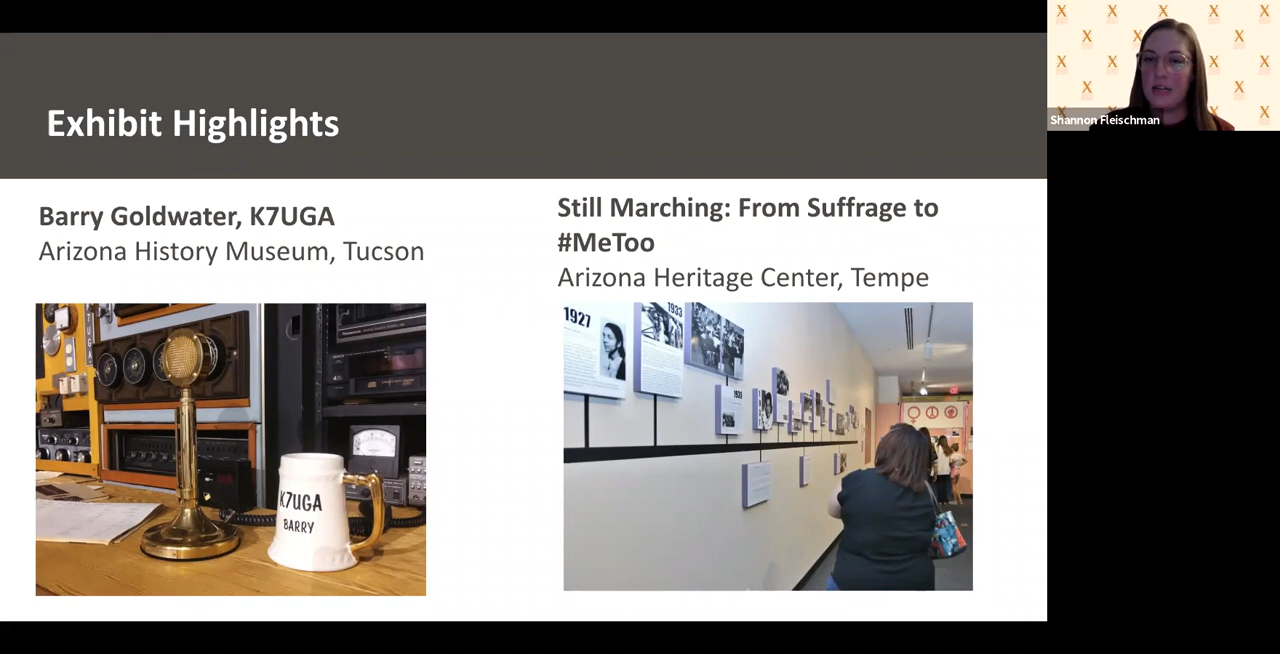 Exhibit Highlights
Barry Goldwater, K7UGA
Arizona History Museum, Tucson
Still Marching: From Suffrage to
#MeToo
Arizona Heritage Center, Tempe
K7UGA
BARRY
1927
1933
Shannon Fleischman